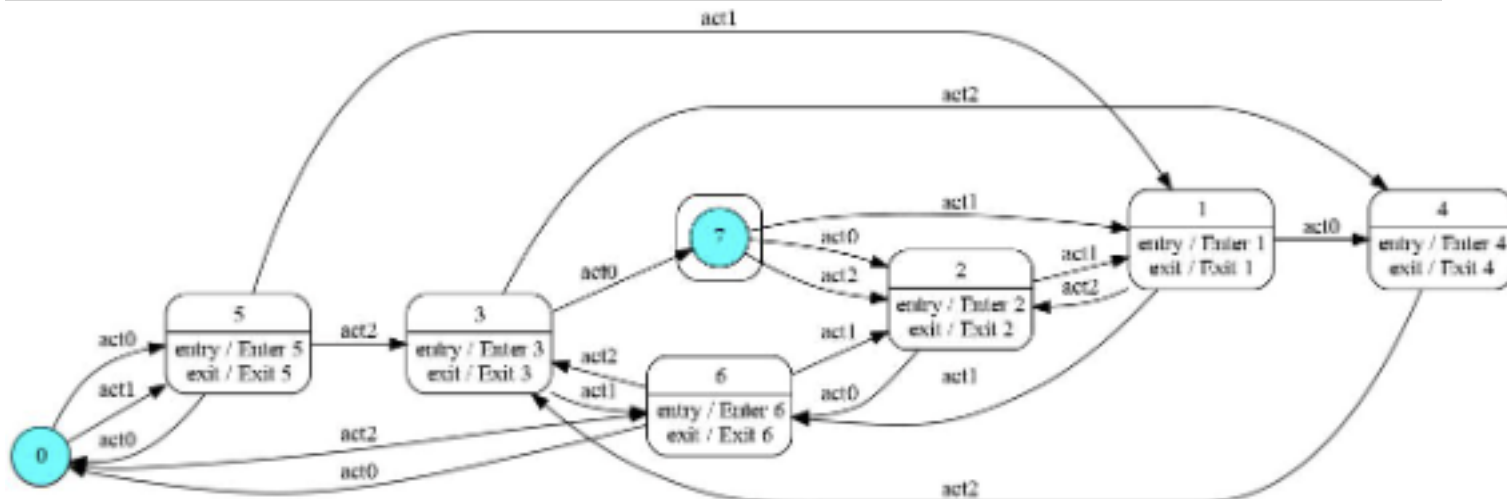 act1
act2
7
act1
act0
act2
1
entry / Enter 1
exit / Exit 1
act0
4
entry / Enter 4
exit / Exit 4
act0
2
entry / Enter 2
exit / Exit 2
act1
act2
5
entry / Enter 5
exit / Exit 5
act2
3
entry / Enter 3
exit / Exit 3
act0
act1
act0
act2
act1
6
entry / Enter 6
exit / Exit 6
act1
act0
act1
0
act2
act0
act2